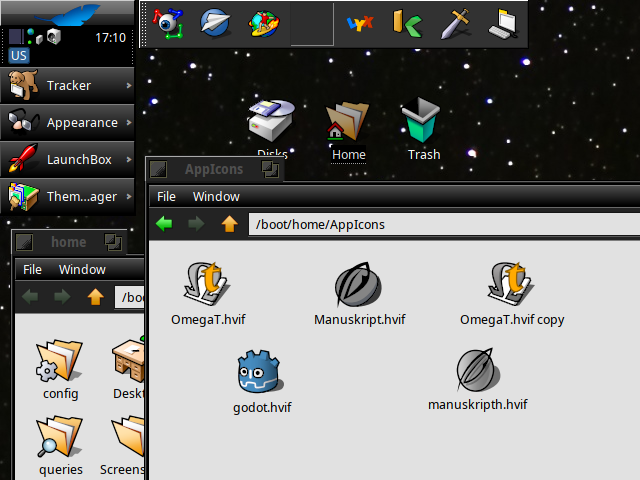 17:10
US
Tracker
Appearance
LaunchBox
Them...ager
LYX
Disks
Home
Trash
AppIcons
File Window
/boot/home/AppIcons
OmegaT.hvif
Manuskript.hvif
OmegaT.hvif copy
godot.hvif
manuskripth.hvif
home
File Window
/boo
config
Deskt
queries
Screens